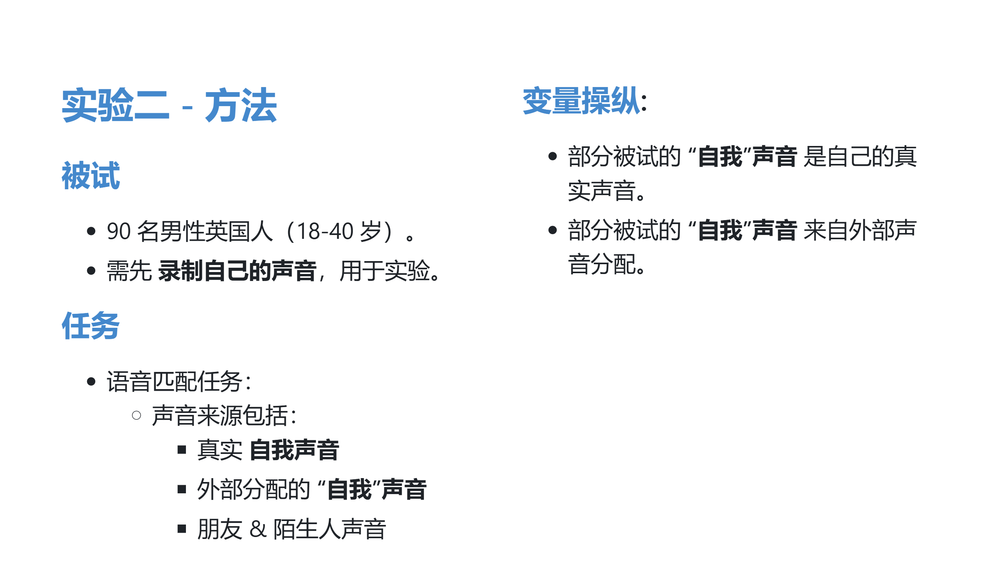 实验二 - 方法
被试
90 名男性英国人（18-40 岁）。
需先 录制自己的声音，用于实验。
任务
语音匹配任务：
声音来源包括：
真实 自我声音
外部分配的 “自我”声音
朋友 & 陌生人声音
变量操纵:
部分被试的 “自我”声音 是自己的真
实声音。
部分被试的 “自我”声音 来自外部声
音分配。